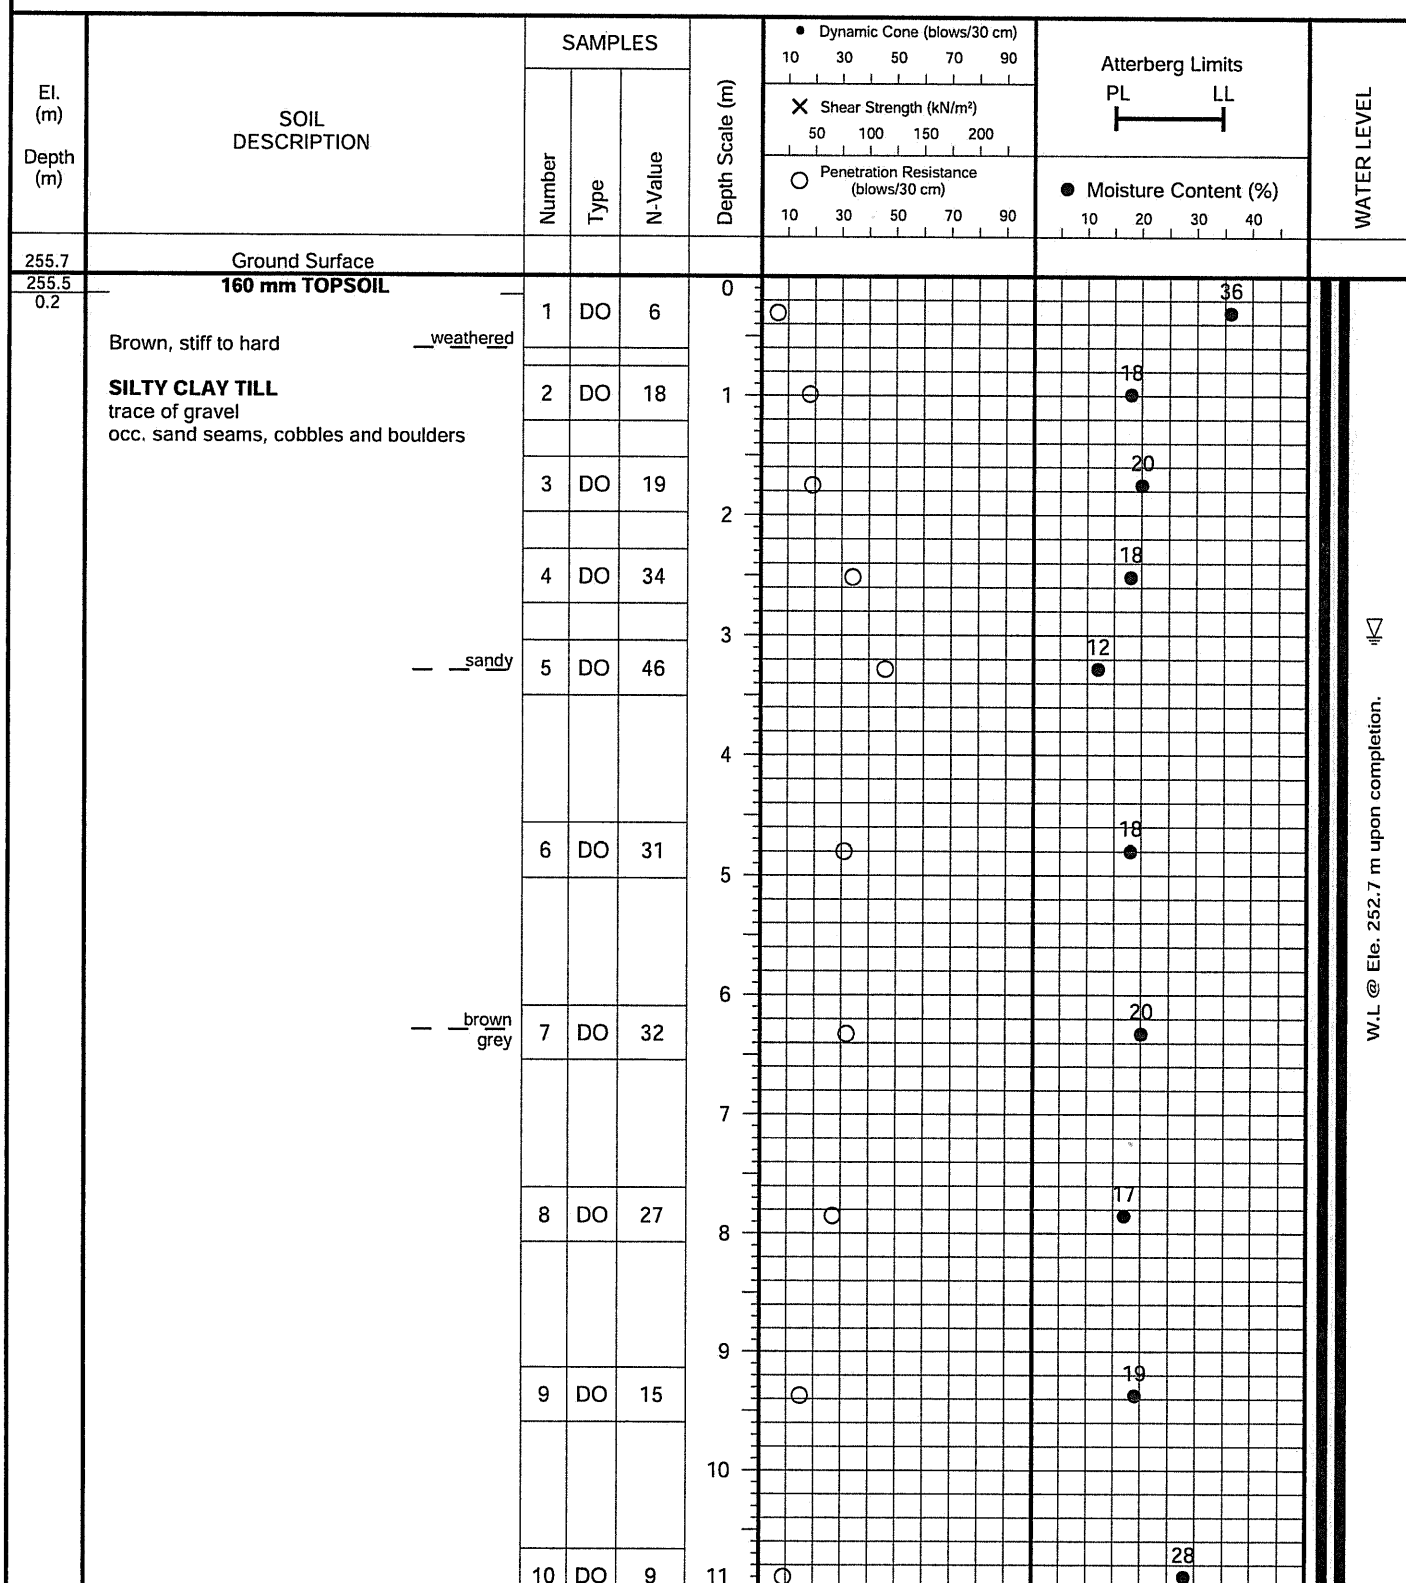 El.
(m)
Depth
(m)
SOIL
DESCRIPTION
SAMPLES
Number
Type
N-Value
Depth Scale (m)
● Dynamic Cone (blows/30 cm)
10 30 50 70 90
X Shear Strength (kN/m²)
50 100 150 200
○ Penetration Resistance
(blows/30 cm)
10 30 50 70 90
Atterberg Limits
PL LL
● Moisture Content (%)
10 20 30 40
WATER LEVEL
255.7 Ground Surface
255.5 160 mm TOPSOIL 0
0.2
36
1 DO 6
Brown, stiff to hard weathered
18
SILTY CLAY TILL
2 DO 18 1
trace of gravel
occ. sand seams, cobbles and boulders
20
3 DO 19
2
18
4 DO 34
3
12
sandy 5 DO 46
4
18
6 DO 31
5
6
brown 20
grey 7 DO 32
7
17
8 DO 27
8
9
19
9 DO 15
10
28
10 DO 9 11
W.L @ Ele. 252.7 m upon completion.